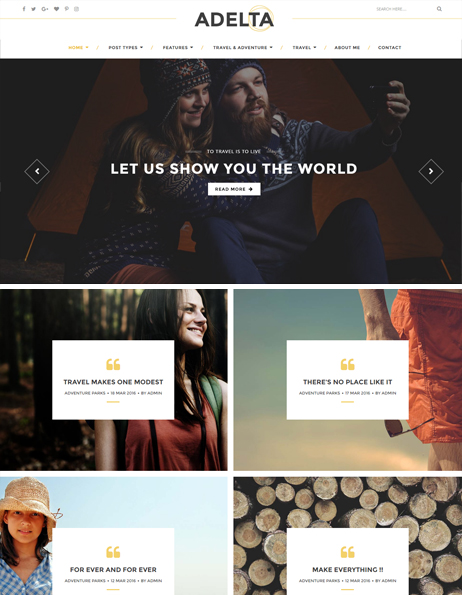 SEARCH HERE...
ADELTA
HOME / POST TYPES / FEATURES / TRAVEL & ADVENTURE / TRAVEL / ABOUT ME / CONTACT
TO TRAVEL IS TO LIVE
LET US SHOW YOU THE WORLD
READ MORE
TRAVEL MAKES ONE MODEST
ADVENTURE PARKS • 18 MAR 2016 • BY ADMIN
THERE'S NO PLACE LIKE IT
ADVENTURE PARKS • 17 MAR 2016 • BY ADMIN
FOR EVER AND FOR EVER
ADVENTURE PARKS • 12 MAR 2016 • BY ADMIN
MAKE EVERYTHING !!
ADVENTURE PARKS • 12 MAR 2016 • BY ADMIN